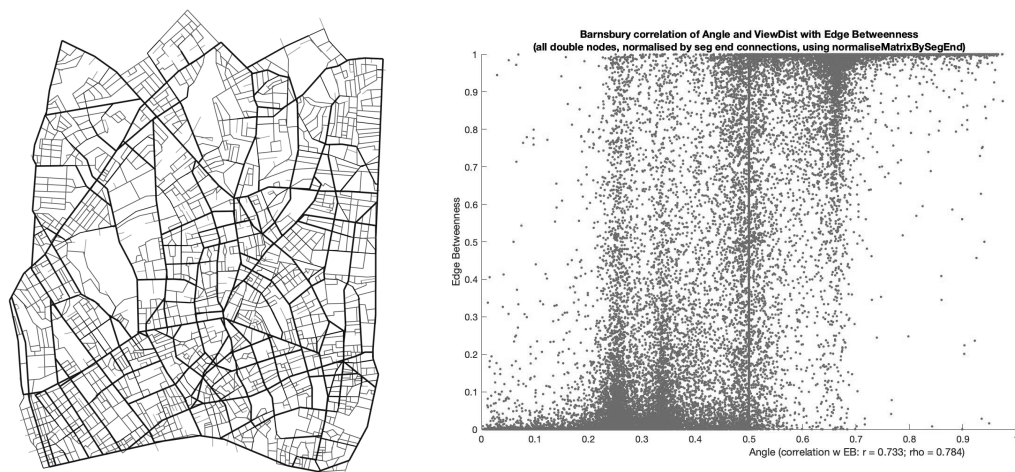 Barnsbury correlation of Angle and ViewDist with Edge Betweenness
(all double nodes, normalised by seg end connections, using normaliseMatrixBySegEnd)
1
0.9
0.8
0.7
0.6
0.5
0.4
0.3
0.2
0.1
0
Edge Betweenness
0 0.1 0.2 0.3 0.4 0.5 0.6 0.7 0.8 0.9
Angle (correlation w EB: r = 0.733; rho = 0.784)